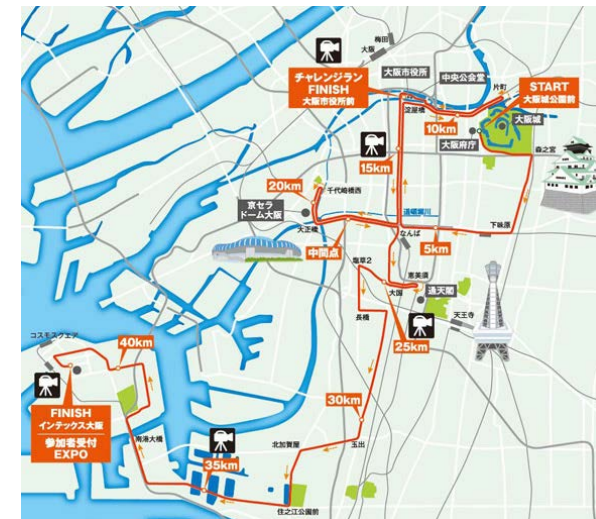 梅田
大阪
大阪市役所
中央公会堂
片町
チャレンジラン
FINISH
大阪市役所前
START
大阪城公園前
淀屋橋
10km
大阪城
大阪府庁
森之宮
15km
20km
千代崎橋西
京セラ
ドーム大阪
大正橋
道頓堀川
中間点
なんば
5km
下味原
塩草2
恵美須
大国
通天閣
長橋
天王寺
25km
コスモスクエア
40km
30km
FINISH
インテックス大阪
参加者受付
EXPO
南港大橋
北加賀屋
玉出
35km
住之江公園前